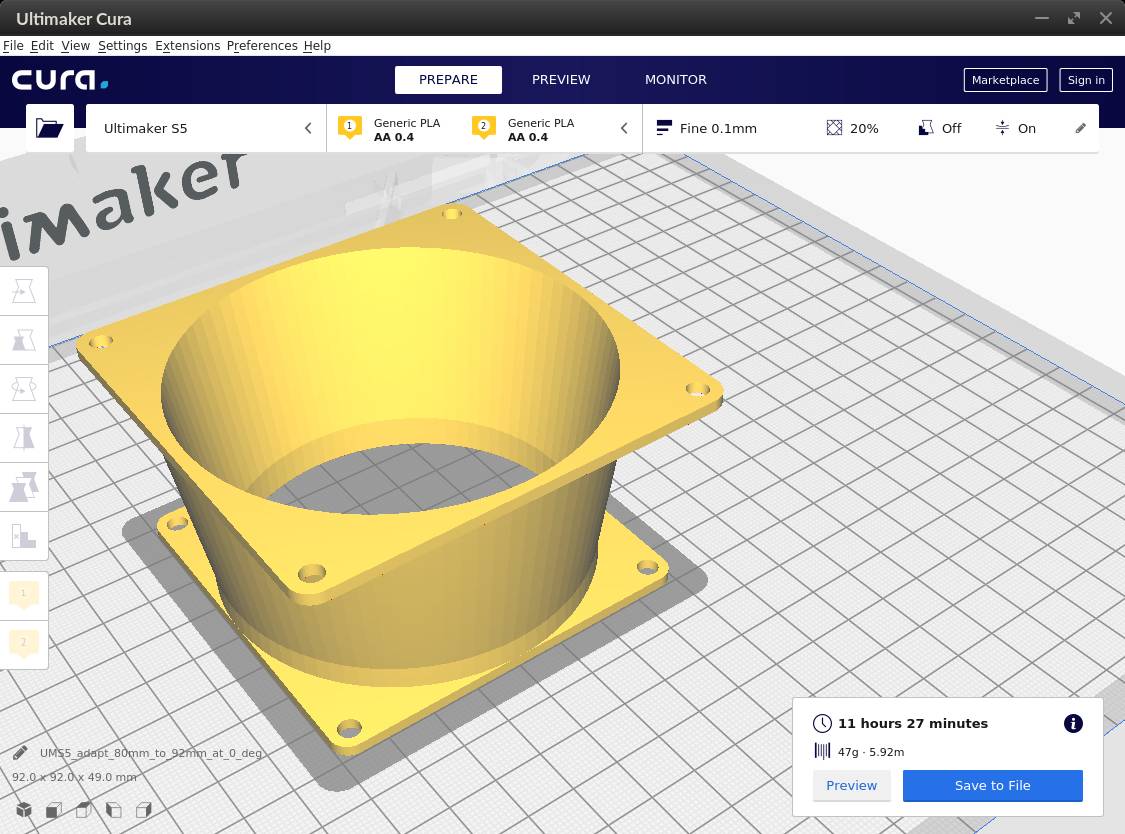 Ultimaker Cura
File Edit View Settings Extensions Preferences Help
cura. PREPARE PREVIEW MONITOR Marketplace Sign in
Ultimaker S5 1 Generic PLA AA 0.4 2 Generic PLA AA 0.4 Fine 0.1mm 20% Off On
imaker
1
2
11 hours 27 minutes
47g · 5.92m
Preview Save to File
UMS5_adapt_80mm_to_92mm_at_0_deg
92.0 x 92.0 x 49.0 mm